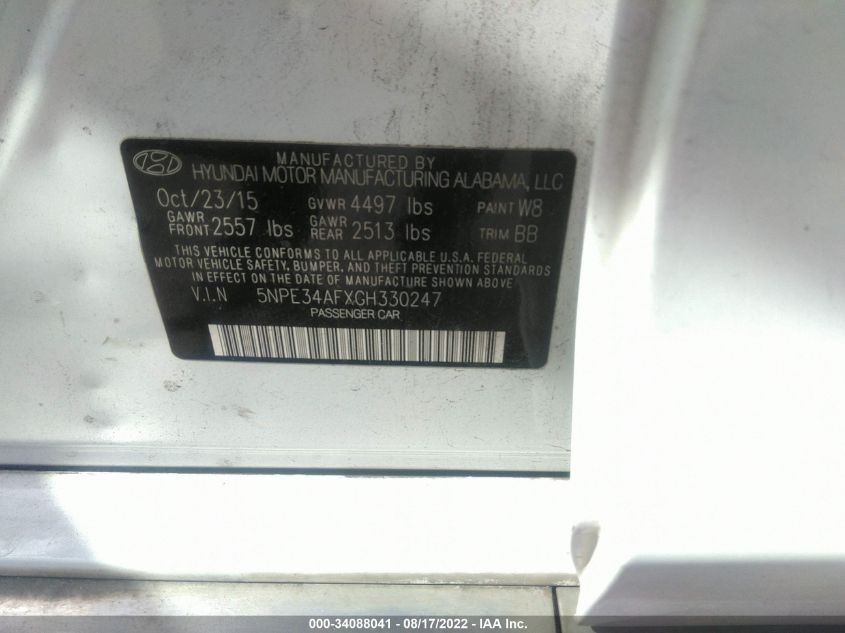 MANUFACTURED BY
HYUNDAI MOTOR MANUFACTURING ALABAMA, LLC
Oct/23/15 GVWR 4497 lbs PAINT W8
GAWR FRONT 2557 lbs GAWR REAR 2513 lbs TRIM BB
THIS VEHICLE CONFORMS TO ALL APPLICABLE U.S.A. FEDERAL
MOTOR VEHICLE SAFETY, BUMPER, AND THEFT PREVENTION STANDARDS
IN EFFECT ON THE DATE OF MANUFACTURE SHOWN ABOVE.
V.I.N 5NPE34AFXGH330247
PASSENGER CAR
000-34088041 - 08/17/2022 - IAA Inc.